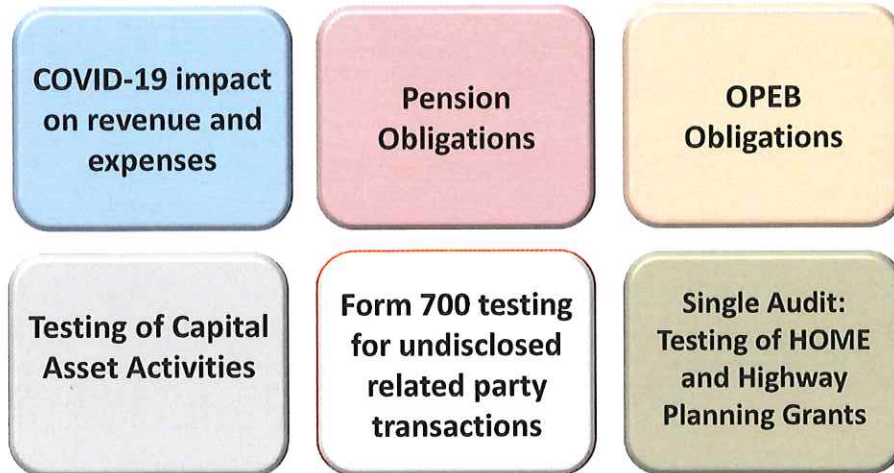 COVID-19 impact
on revenue and
expenses
Pension
Obligations
OPEB
Obligations
Testing of Capital
Asset Activities
Form 700 testing
for undisclosed
related party
transactions
Single Audit:
Testing of HOME
and Highway
Planning Grants